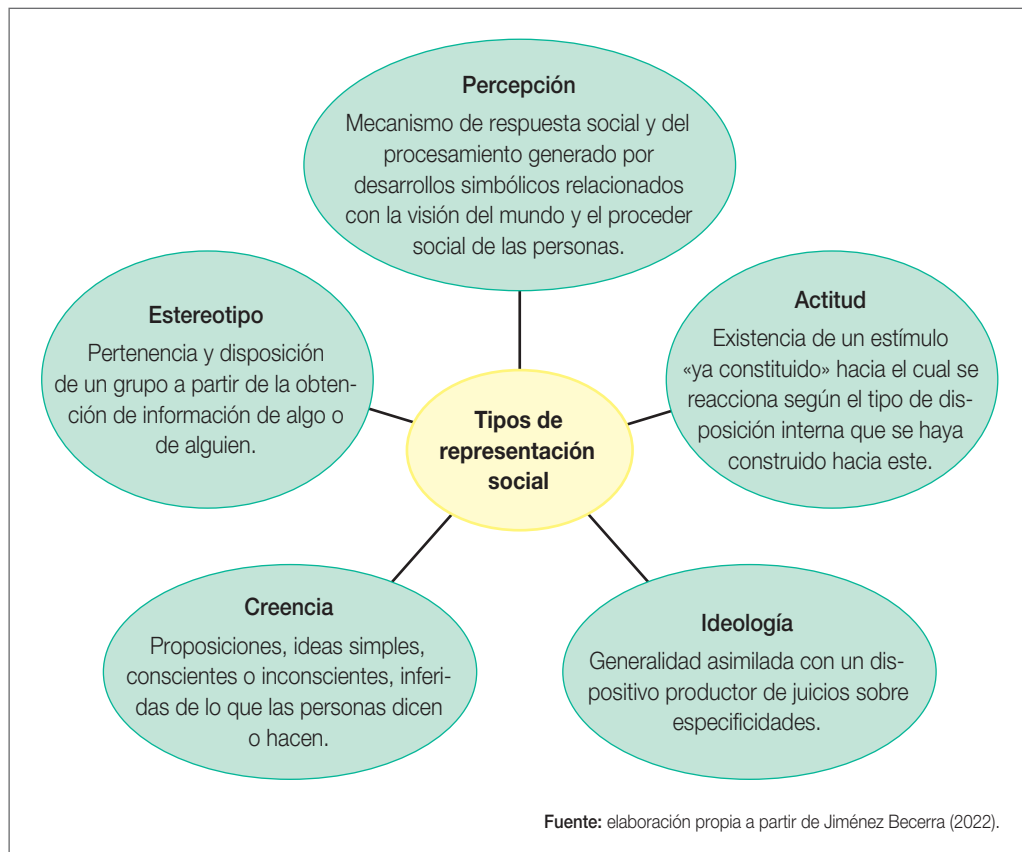 Percepción
Mecanismo de respuesta social y del
procesamiento generado por
desarrollos simbólicos relacionados
con la visión del mundo y el proceder
social de las personas.
Estereotipo
Pertenencia y disposición
de un grupo a partir de la obten-
ción de información de algo o
de alguien.
Actitud
Existencia de un estímulo
«ya constituido» hacia el cual se
reacciona según el tipo de dis-
posición interna que se haya
construido hacia este.
Tipos de
representación
social
Creencia
Proposiciones, ideas simples,
conscientes o inconscientes, inferi-
das de lo que las personas dicen
o hacen.
Ideología
Generalidad asimilada con un dis-
positivo productor de juicios sobre
especificidades.
Fuente: elaboración propia a partir de Jiménez Becerra (2022).